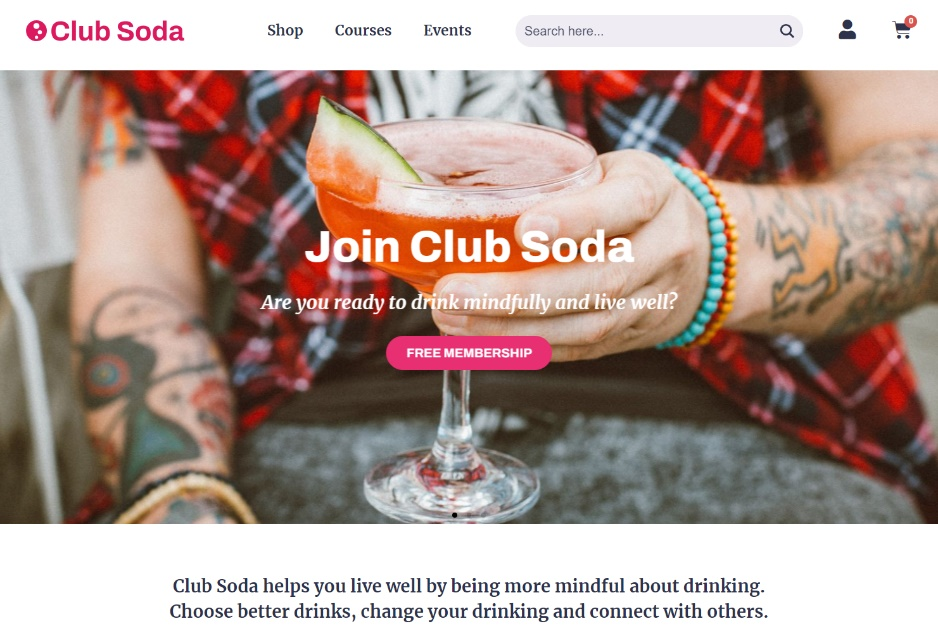 Club Soda
Shop
Courses
Events
Search here...
0
Join Club Soda
Are you ready to drink mindfully and live well?
FREE MEMBERSHIP
Club Soda helps you live well by being more mindful about drinking.
Choose better drinks, change your drinking and connect with others.